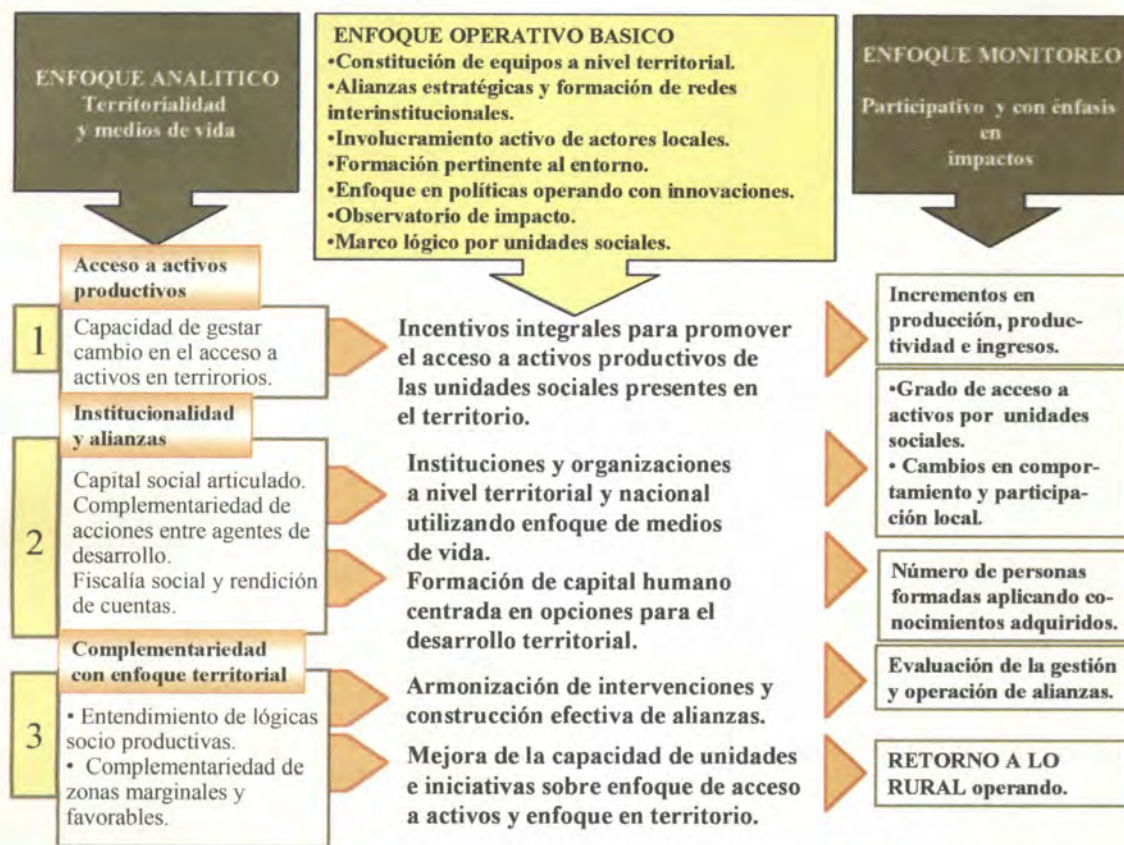 ENFOQUE ANALITICO
Territorialidad
y medios de vida
ENFOQUE OPERATIVO BASICO
•Constitución de equipos a nivel territorial.
•Alianzas estratégicas y formación de redes
interinstitucionales.
•Involucramiento activo de actores locales.
•Formación pertinente al entorno.
•Enfoque en políticas operando con innovaciones.
•Observatorio de impacto.
•Marco lógico por unidades sociales.
ENFOQUE MONITOREO
Participativo y con énfasis
en
impactos
Acceso a activos
productivos
1
Capacidad de gestar
cambio en el acceso a
activos en terrirorios.
Incentivos integrales para promover
el acceso a activos productivos de
las unidades sociales presentes en
el territorio.
Incrementos en
producción, produc-
tividad e ingresos.
Institucionalidad
y alianzas
2
Capital social articulado.
Complementariedad de
acciones entre agentes de
desarrollo.
Fiscalía social y rendición
de cuentas.
Instituciones y organizaciones
a nivel territorial y nacional
utilizando enfoque de medios
de vida.
Formación de capital humano
centrada en opciones para el
desarrollo territorial.
•Grado de acceso a
activos por unidades
sociales.
• Cambios en compor-
tamiento y participa-
ción local.
Número de personas
formadas aplicando co-
nocimientos adquiridos.
Complementariedad
con enfoque territorial
3
• Entendimiento de lógicas
socio productivas.
• Complementariedad de
zonas marginales y
favorables.
Armonización de intervenciones y
construcción efectiva de alianzas.
Mejora de la capacidad de unidades
e iniciativas sobre enfoque de acceso
a activos y enfoque en territorio.
Evaluación de la gestión
y operación de alianzas.
RETORNO A LO
RURAL operando.